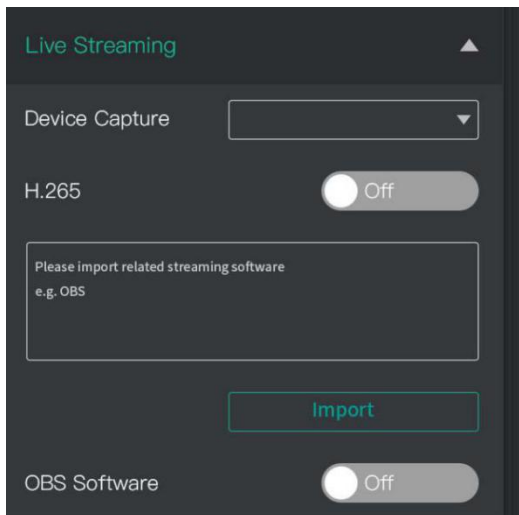 Live Streaming
Device Capture
H.265
Off
Please import related streaming software
e.g. OBS
Import
OBS Software
Off